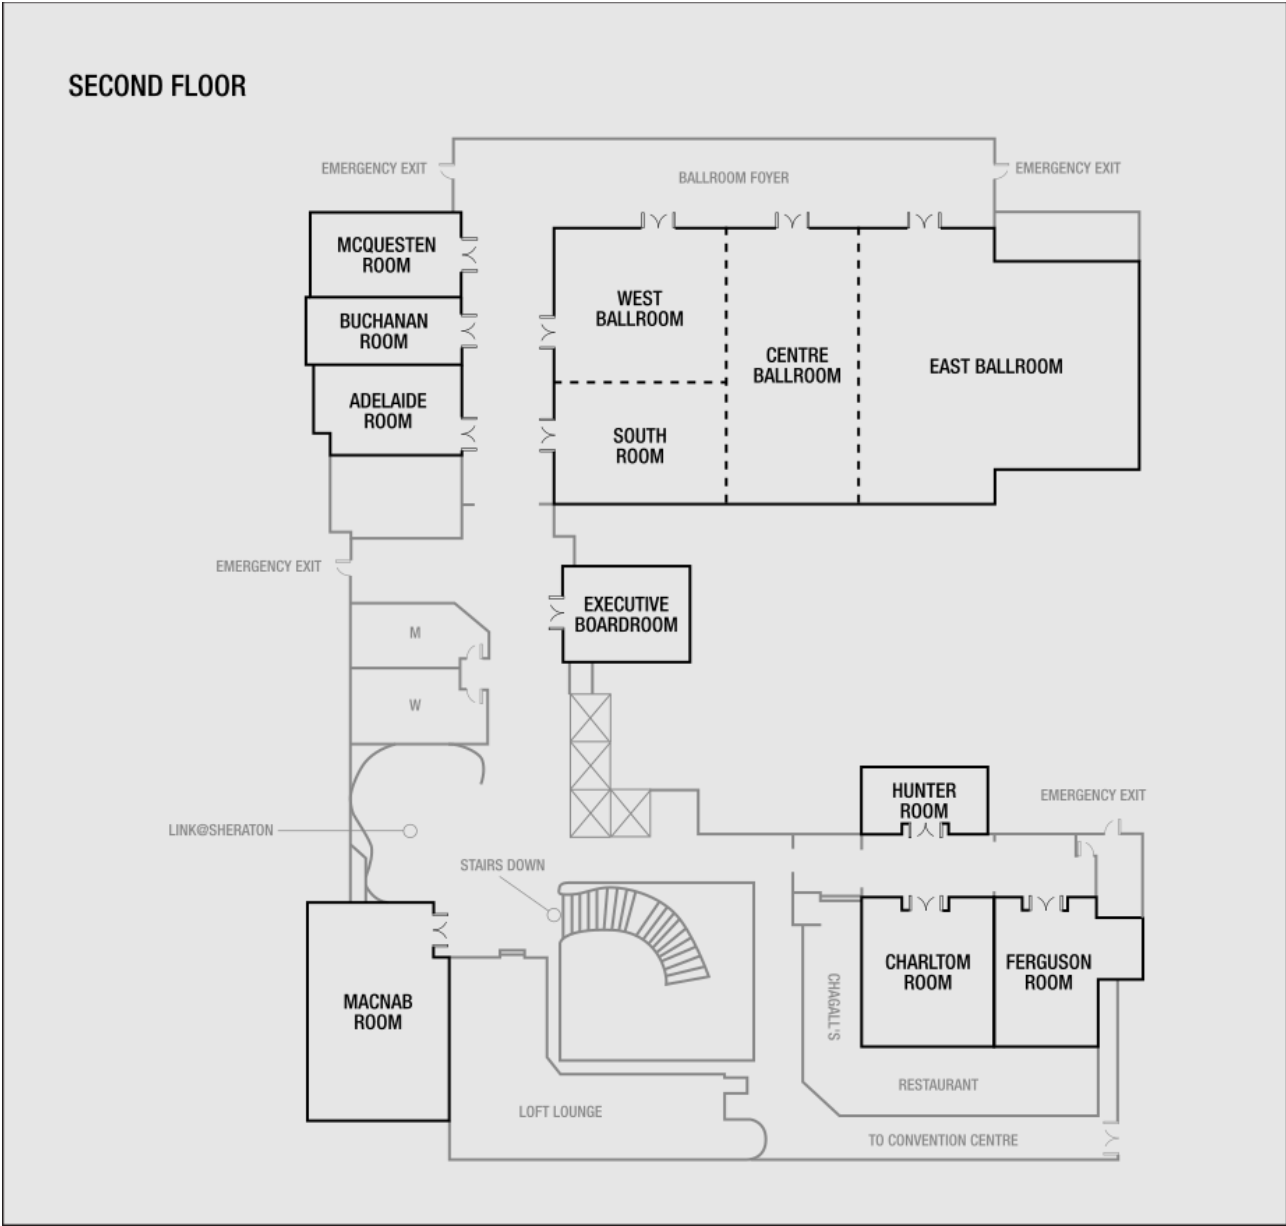 SECOND FLOOR
EMERGENCY EXIT
BALLROOM FOYER
EMERGENCY EXIT
MCQUESTEN
ROOM
BUCHANAN
ROOM
ADELAIDE
ROOM
WEST
BALLROOM
SOUTH
ROOM
CENTRE
BALLROOM
EAST BALLROOM
EMERGENCY EXIT
EXECUTIVE
BOARDROOM
M
W
LINK@SHERATON
STAIRS DOWN
HUNTER
ROOM
EMERGENCY EXIT
MACNAB
ROOM
CHARLTOM
ROOM
FERGUSON
ROOM
CHAGALL'S
RESTAURANT
LOFT LOUNGE
TO CONVENTION CENTRE